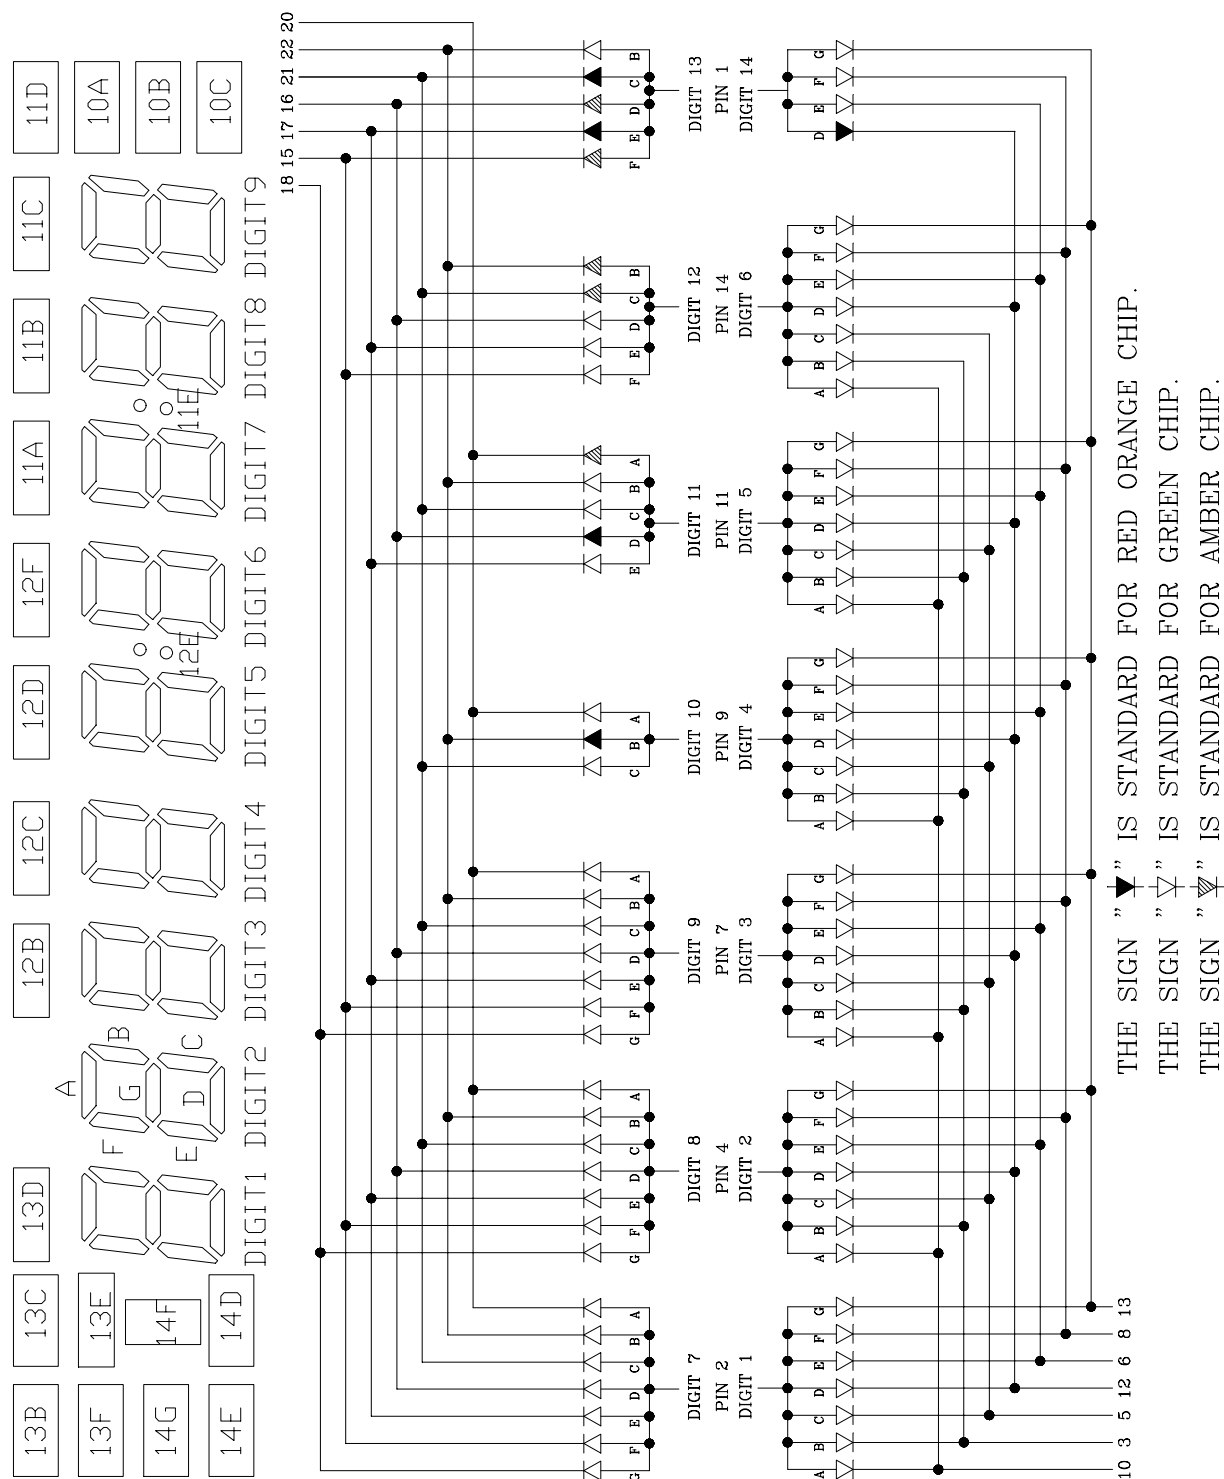 11D 10A 10B 10C
11C DIGIT9
11B DIGIT8
11E
11A DIGIT7
12F DIGIT6
12E
12D DIGIT5
12C DIGIT4
12B DIGIT3
A B C D E F G DIGIT2
13D DIGIT1
13C 13E 14F 14D
13B 13F 14G 14E
20
22
21
16
17
15
18
B C D E F
DIGIT 13
PIN 1
DIGIT 14
G F E D
B C D E F
DIGIT 12
PIN 14
DIGIT 6
G F E D C B A
A B C D E
DIGIT 11
PIN 11
DIGIT 5
G F E D C B A
A B C
DIGIT 10
PIN 9
DIGIT 4
G F E D C B A
A B C D E F G
DIGIT 9
PIN 7
DIGIT 3
G F E D C B A
A B C D E F G
DIGIT 8
PIN 4
DIGIT 2
G F E D C B A
A B C D E F G
DIGIT 7
PIN 2
DIGIT 1
G F E D C B A
13
8
6
12
5
3
10
THE SIGN " " IS STANDARD FOR RED ORANGE CHIP.
THE SIGN " " IS STANDARD FOR GREEN CHIP.
THE SIGN " " IS STANDARD FOR AMBER CHIP.